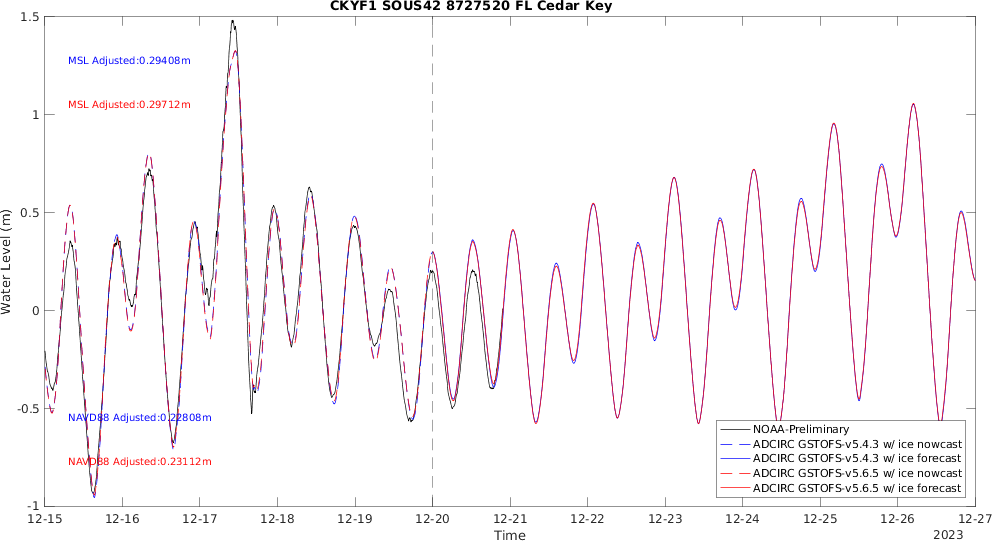 CKYF1 SOUS42 8727520 FL Cedar Key
1.5
1
0.5
0
-0.5
-1
Water Level (m)
MSL Adjusted:0.29408m
MSL Adjusted:0.29712m
NAVD88 Adjusted:0.22808m
NAVD88 Adjusted:0.23112m
NOAA-Preliminary
ADCIRC GSTOFS-v5.4.3 w/ ice nowcast
ADCIRC GSTOFS-v5.4.3 w/ ice forecast
ADCIRC GSTOFS-v5.6.5 w/ ice nowcast
ADCIRC GSTOFS-v5.6.5 w/ ice forecast
12-15 12-16 12-17 12-18 12-19 12-20 12-21 12-22 12-23 12-24 12-25 12-26 12-27
Time
2023